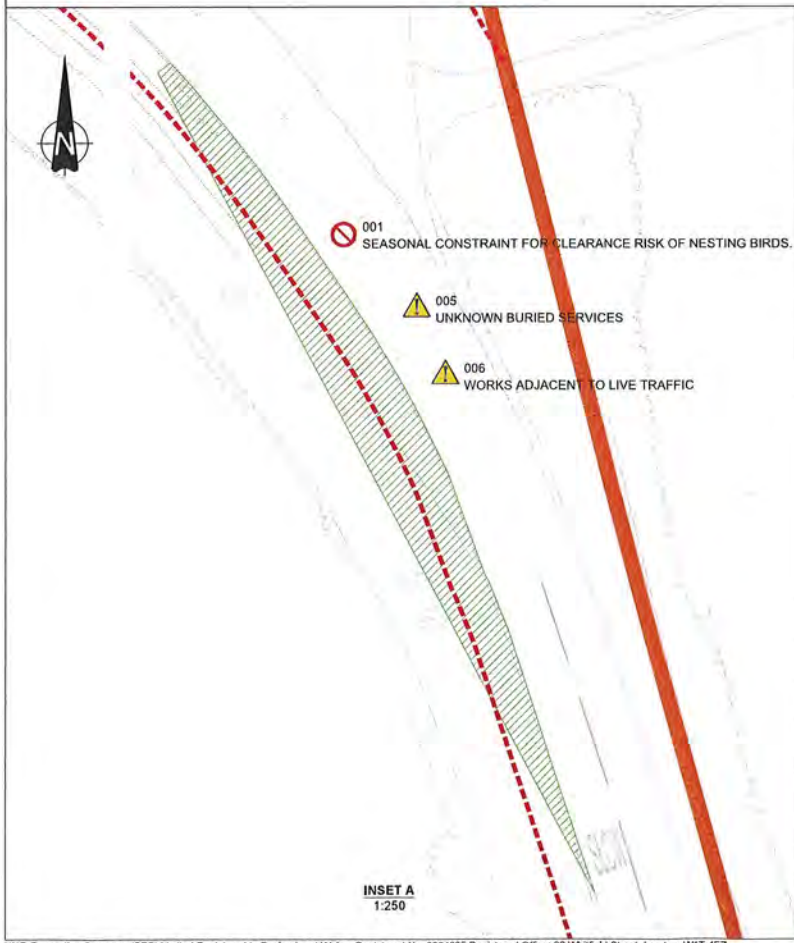 N
001
SEASONAL CONSTRAINT FOR CLEARANCE RISK OF NESTING BIRDS.
005
UNKNOWN BURIED SERVICES
006
WORKS ADJACENT TO LIVE TRAFFIC
SLOW
INSET A
1:250